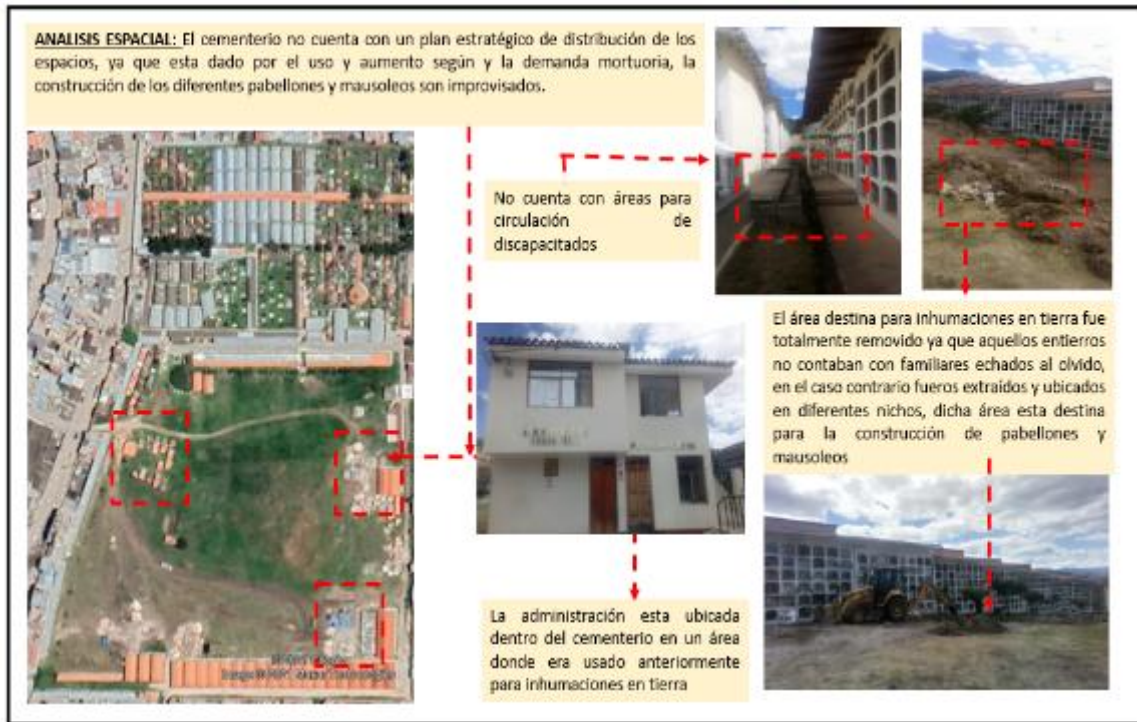 ANALISIS ESPACIAL: El cementerio no cuenta con un plan estratégico de distribución de los
espacios, ya que esta dado por el uso y aumento según y la demanda mortuoria, la
construcción de los diferentes pabellones y mausoleos son improvisados.
No cuenta con áreas para
circulación de
discapacitados
El área destina para inhumaciones en tierra fue
totalmente removido ya que aquellos entierros
no contaban con familiares echados al olvido,
en el caso contrario fueros extraídos y ubicados
en diferentes nichos, dicha área esta destina
para la construcción de pabellones y
mausoleos
La administración esta ubicada
dentro del cementerio en un área
donde era usado anteriormente
para inhumaciones en tierra